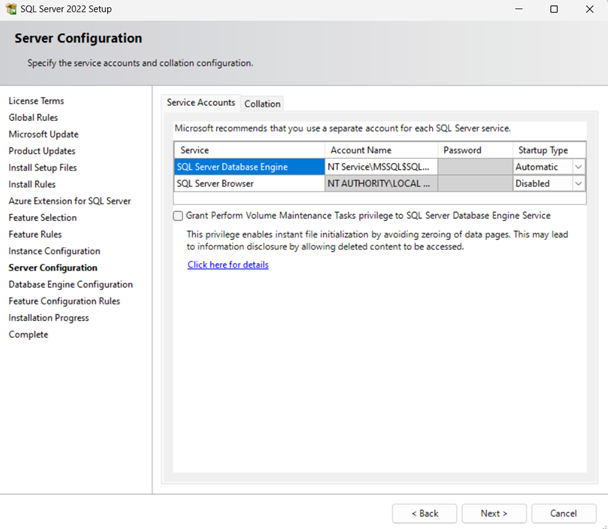 SQL Server 2022 Setup
Server Configuration
Specify the service accounts and collation configuration.
License Terms
Global Rules
Microsoft Update
Product Updates
Install Setup Files
Install Rules
Azure Extension for SQL Server
Feature Selection
Feature Rules
Instance Configuration
Server Configuration
Database Engine Configuration
Feature Configuration Rules
Installation Progress
Complete
Service Accounts Collation
Microsoft recommends that you use a separate account for each SQL Server service.
Service Account Name Password Startup Type
SQL Server Database Engine NT Service\MSSQL$SQL... Automatic
SQL Server Browser NT AUTHORITY\LOCAL ... Disabled
Grant Perform Volume Maintenance Tasks privilege to SQL Server Database Engine Service
This privilege enables instant file initialization by avoiding zeroing of data pages. This may lead
to information disclosure by allowing deleted content to be accessed.
Click here for details
< Back Next > Cancel